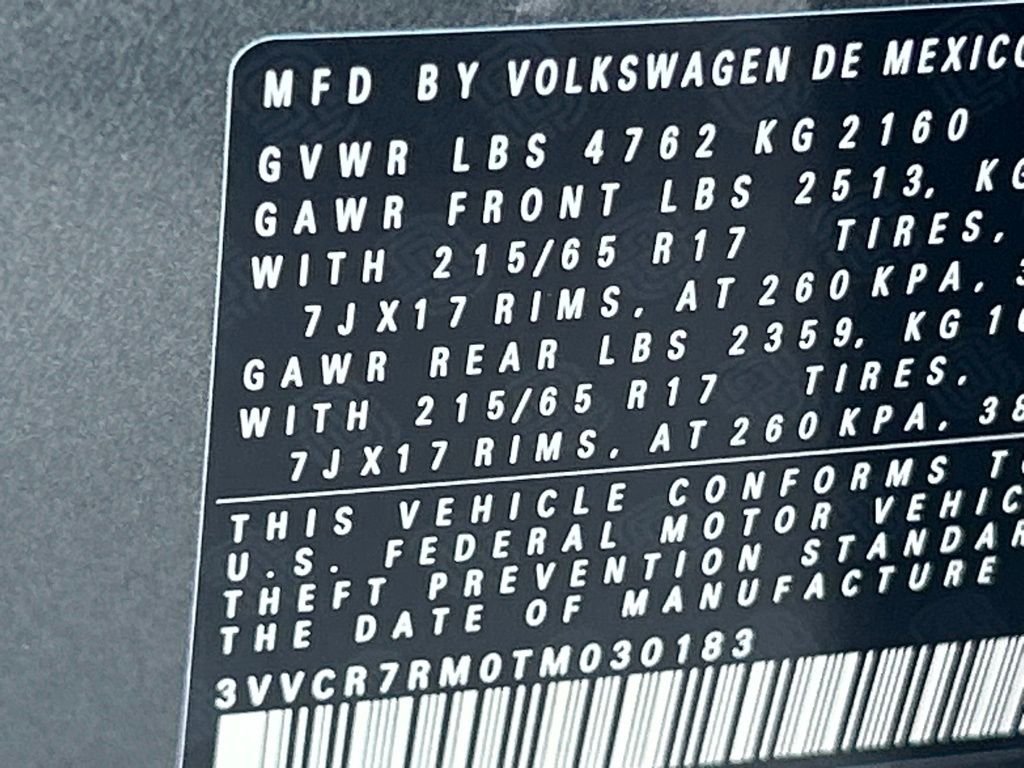 MFD BY VOLKSWAGEN DE MEXICO
GVWR LBS 4762 KG 2160
GAWR FRONT LBS 2513, KG
WITH 215/65 R17 TIRES,
7JX17 RIMS, AT 260 KPA,
GAWR REAR LBS 2359, KG
WITH 215/65 R17 TIRES,
7JX17 RIMS, AT 260 KPA, 38
THIS VEHICLE CONFORMS
U.S. FEDERAL MOTOR
THEFT PREVENTION
THE DATE OF MANUFACTURE
3VVCR7RM0TM030183